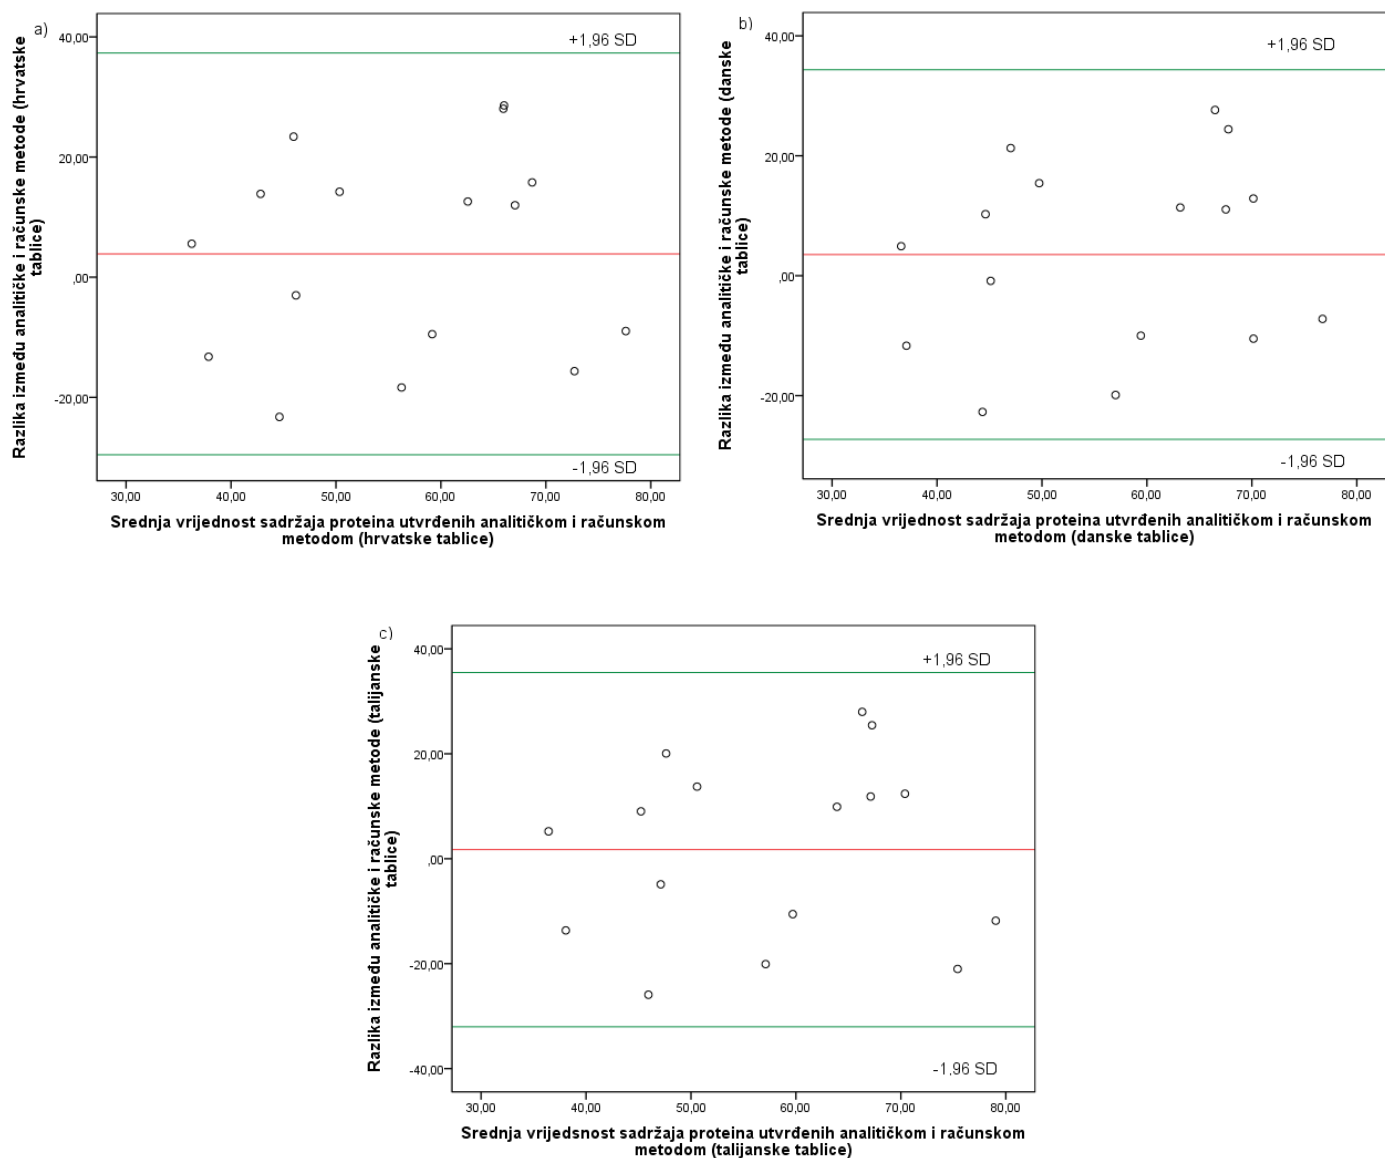 a)
Razlika između analitičke i računske metode (hrvatske
tablice)
40,00
20,00
,00
-20,00
+1,96 SD
-1,96 SD
30,00 40,00 50,00 60,00 70,00 80,00
Srednja vrijednost sadržaja proteina utvrđenih analitičkom i računskom
metodom (hrvatske tablice)
b)
Razlika između analitičke i računske metode (danske
tablice)
40,00
20,00
,00
-20,00
+1,96 SD
-1,96 SD
30,00 40,00 50,00 60,00 70,00 80,00
Srednja vrijednost sadržaja proteina utvrđenih analitičkom i računskom
metodom (danske tablice)
c)
Razlika između analitičke i računske metode (talijanske
tablice)
40,00
20,00
,00
-20,00
-40,00
+1,96 SD
-1,96 SD
30,00 40,00 50,00 60,00 70,00 80,00
Srednja vrijedsnost sadržaja proteina utvrđenih analitičkom i računskom
metodom (talijanske tablice)